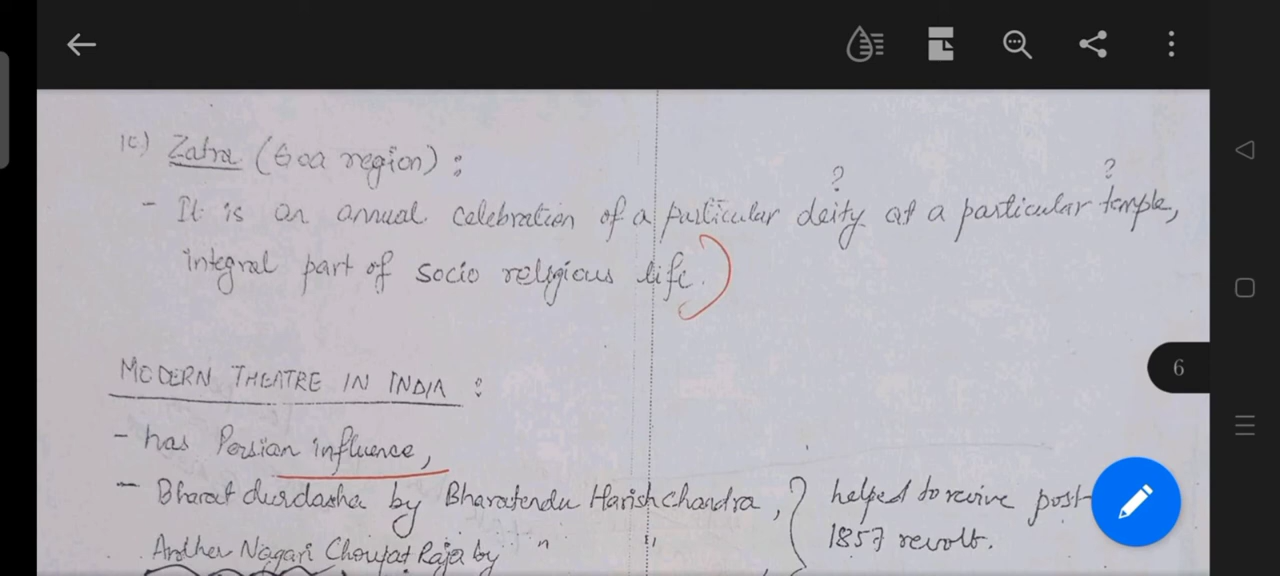 1c.) Zatra (Goa region) :
? ?
- It is an annual celebration of a particular deity at a particular temple,
integral part of socio religious life.)
MODERN THEATRE IN INDIA :
- has Persian influence,
- Bharat durdasha by Bharatendu Harishchandra, } helped to revive post-
1857 revolt.
Andher Nagari Choupat Raja by " "
6